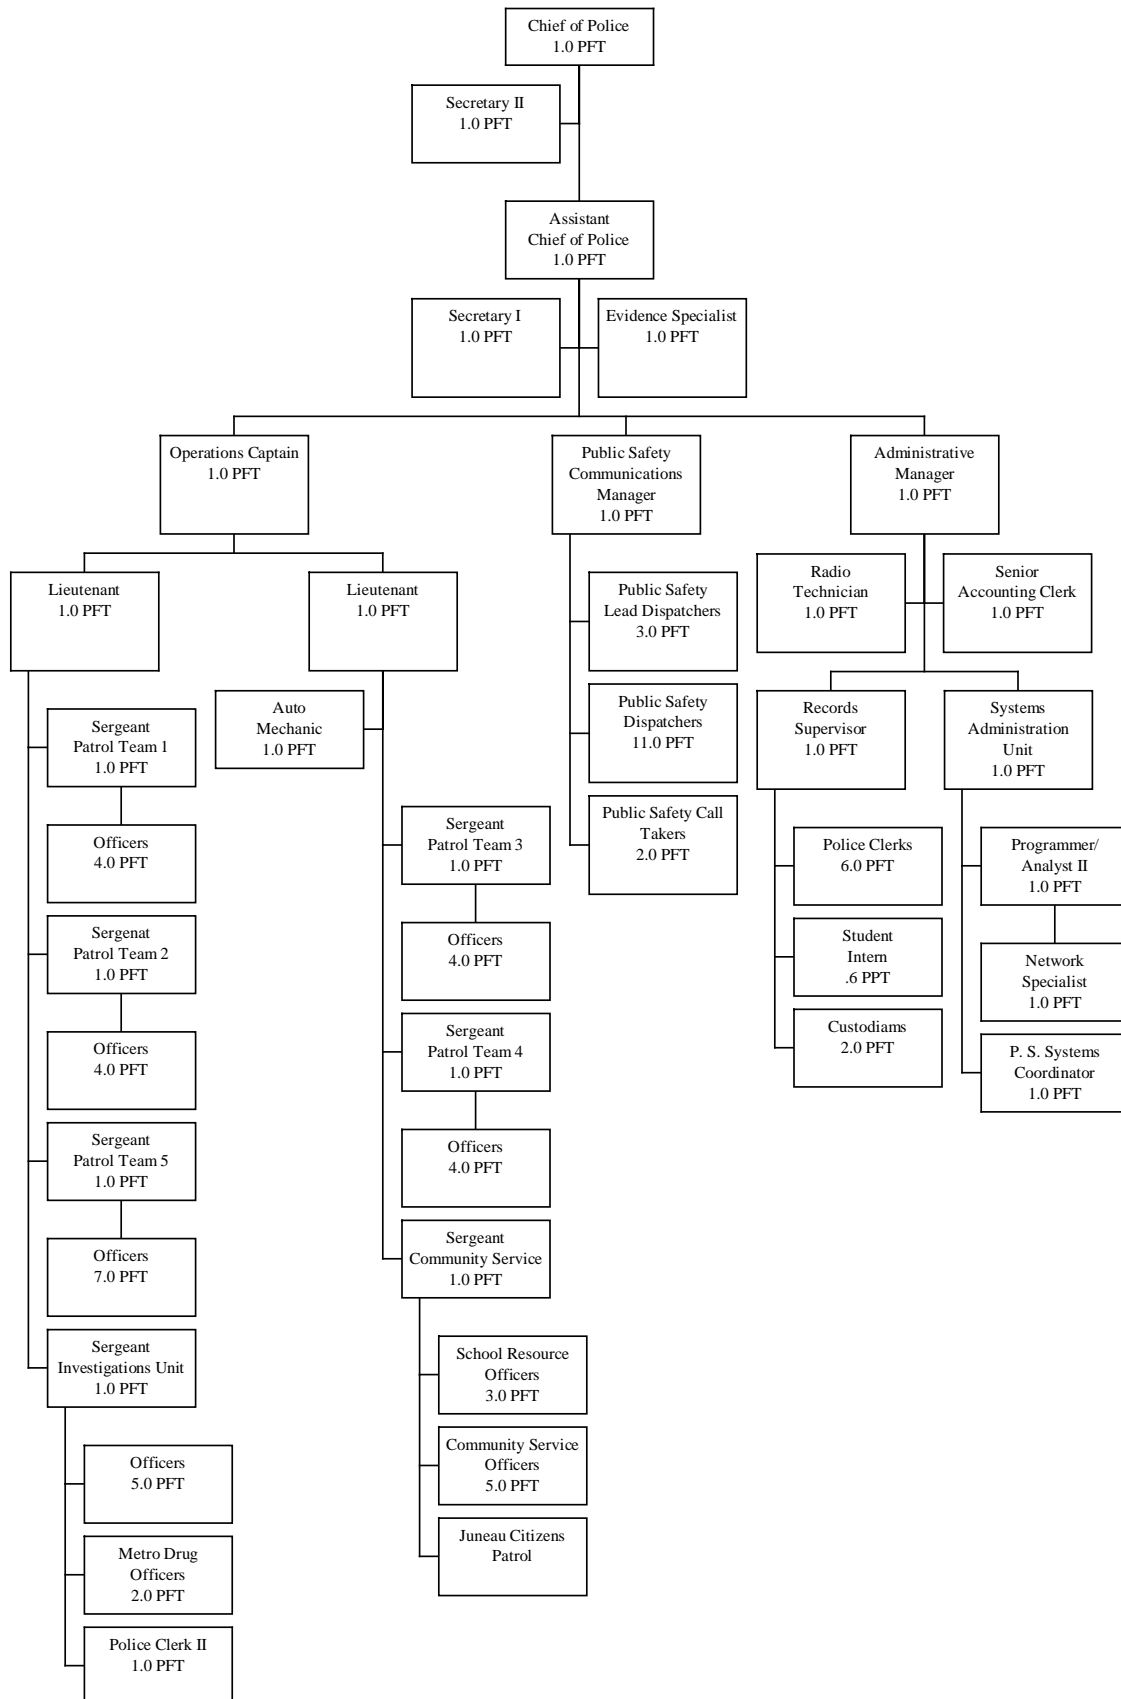 Chief of Police
1.0 PFT
Secretary II
1.0 PFT
Assistant
Chief of Police
1.0 PFT
Secretary I
1.0 PFT
Evidence Specialist
1.0 PFT
Operations Captain
1.0 PFT
Public Safety
Communications
Manager
1.0 PFT
Administrative
Manager
1.0 PFT
Lieutenant
1.0 PFT
Sergeant
Patrol Team 1
1.0 PFT
Officers
4.0 PFT
Sergenat
Patrol Team 2
1.0 PFT
Officers
4.0 PFT
Sergeant
Patrol Team 5
1.0 PFT
Officers
7.0 PFT
Sergeant
Investigations Unit
1.0 PFT
Officers
5.0 PFT
Metro Drug
Officers
2.0 PFT
Police Clerk II
1.0 PFT
Lieutenant
1.0 PFT
Auto
Mechanic
1.0 PFT
Sergeant
Patrol Team 3
1.0 PFT
Officers
4.0 PFT
Sergeant
Patrol Team 4
1.0 PFT
Officers
4.0 PFT
Sergeant
Community Service
1.0 PFT
School Resource
Officers
3.0 PFT
Community Service
Officers
5.0 PFT
Juneau Citizens
Patrol
Public Safety
Lead Dispatchers
3.0 PFT
Public Safety
Dispatchers
11.0 PFT
Public Safety Call
Takers
2.0 PFT
Radio
Technician
1.0 PFT
Senior
Accounting Clerk
1.0 PFT
Records
Supervisor
1.0 PFT
Police Clerks
6.0 PFT
Student
Intern
.6 PPT
Custodiams
2.0 PFT
Systems
Administration
Unit
1.0 PFT
Programmer/
Analyst II
1.0 PFT
Network
Specialist
1.0 PFT
P. S. Systems
Coordinator
1.0 PFT